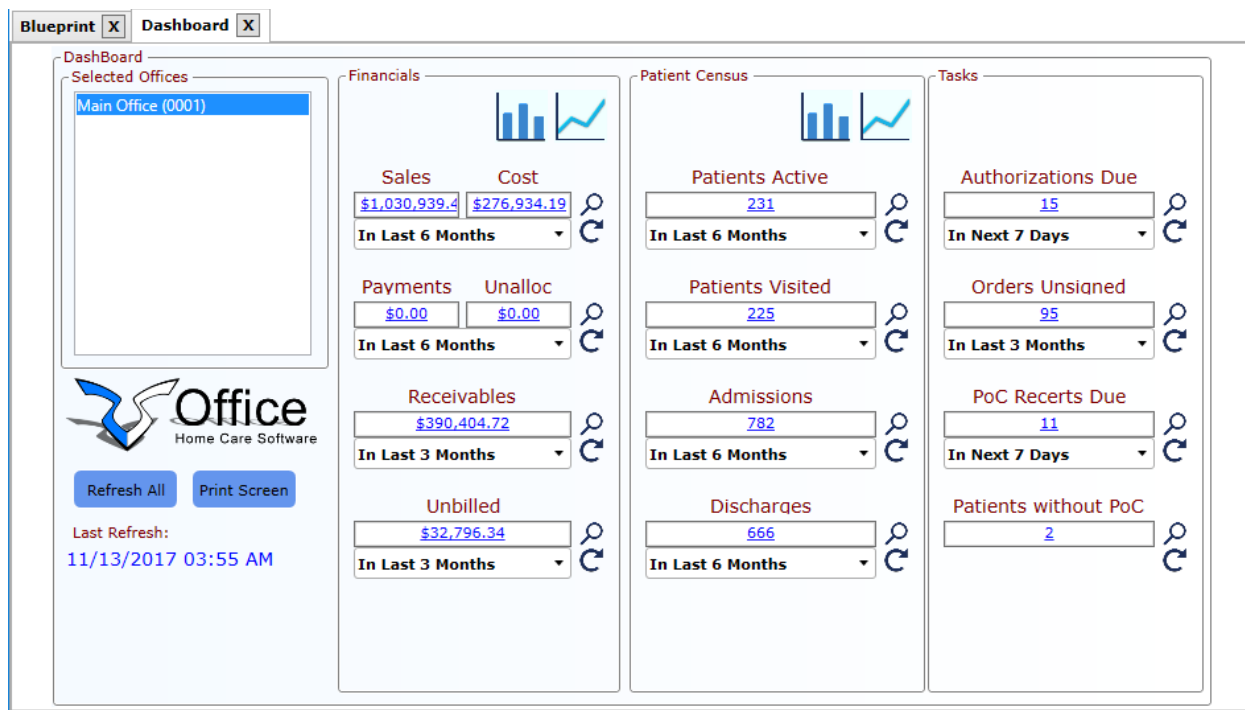 Blueprint X Dashboard X
DashBoard
Selected Offices
Main Office (0001)
Office
Home Care Software
Refresh All Print Screen
Last Refresh:
11/13/2017 03:55 AM
Financials
Sales Cost
$1,030,939.4 $276,934.19
In Last 6 Months
Payments Unalloc
$0.00 $0.00
In Last 6 Months
Receivables
$390,404.72
In Last 3 Months
Unbilled
$32,796.34
In Last 3 Months
Patient Census
Patients Active
231
In Last 6 Months
Patients Visited
225
In Last 6 Months
Admissions
782
In Last 6 Months
Discharges
666
In Last 6 Months
Tasks
Authorizations Due
15
In Next 7 Days
Orders Unsigned
95
In Last 3 Months
PoC Recerts Due
11
In Next 7 Days
Patients without PoC
2